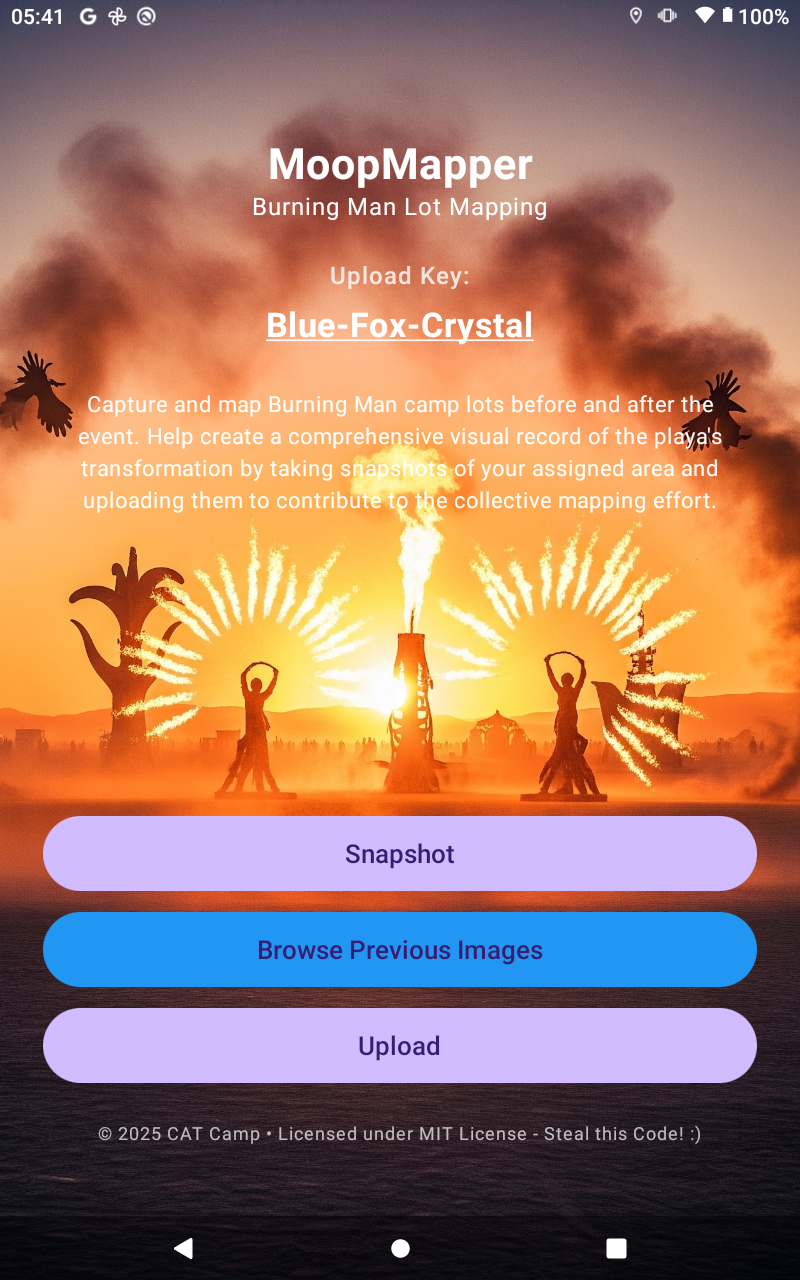 05:41
100%
MoopMapper
Burning Man Lot Mapping
Upload Key:
Blue-Fox-Crystal
Capture and map Burning Man camp lots before and after the
event. Help create a comprehensive visual record of the playa's
transformation by taking snapshots of your assigned area and
uploading them to contribute to the collective mapping effort.
Snapshot
Browse Previous Images
Upload
© 2025 CAT Camp • Licensed under MIT License - Steal this Code! :)